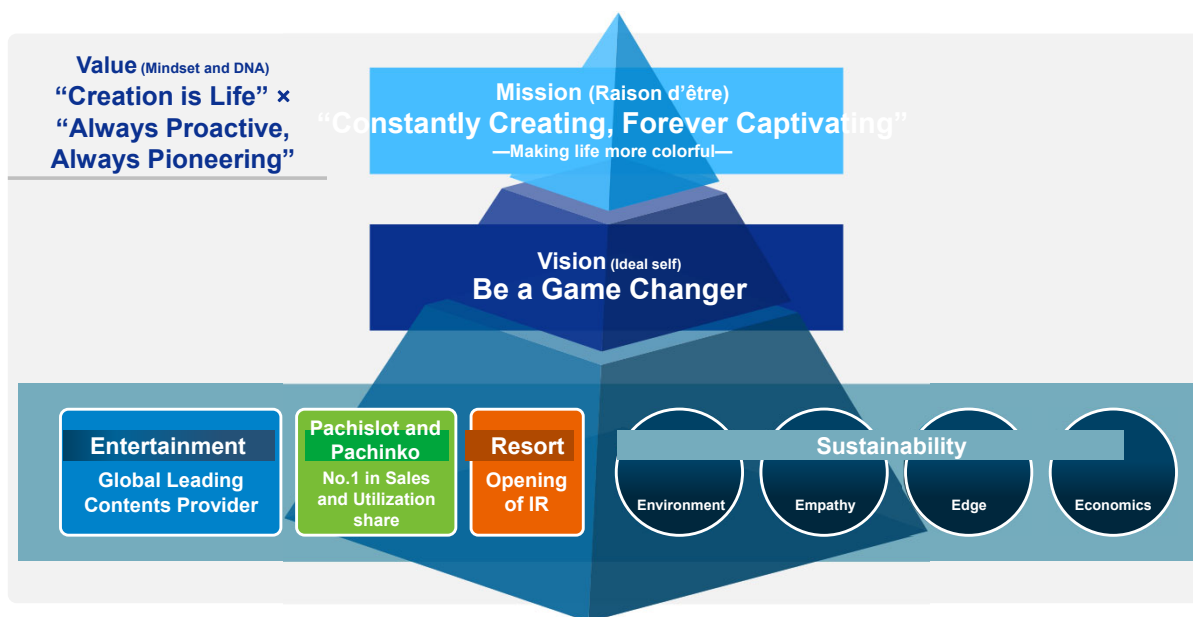 Value (Mindset and DNA)
“Creation is Life” ×
“Always Proactive,
Always Pioneering”
Mission (Raison d’être)
“Constantly Creating, Forever Captivating”
—Making life more colorful—
Vision (Ideal self)
Be a Game Changer
Entertainment
Global Leading
Contents Provider
Pachislot and
Pachinko
No.1 in Sales
and Utilization
share
Resort
Opening
of IR
Sustainability
Environment
Empathy
Edge
Economics